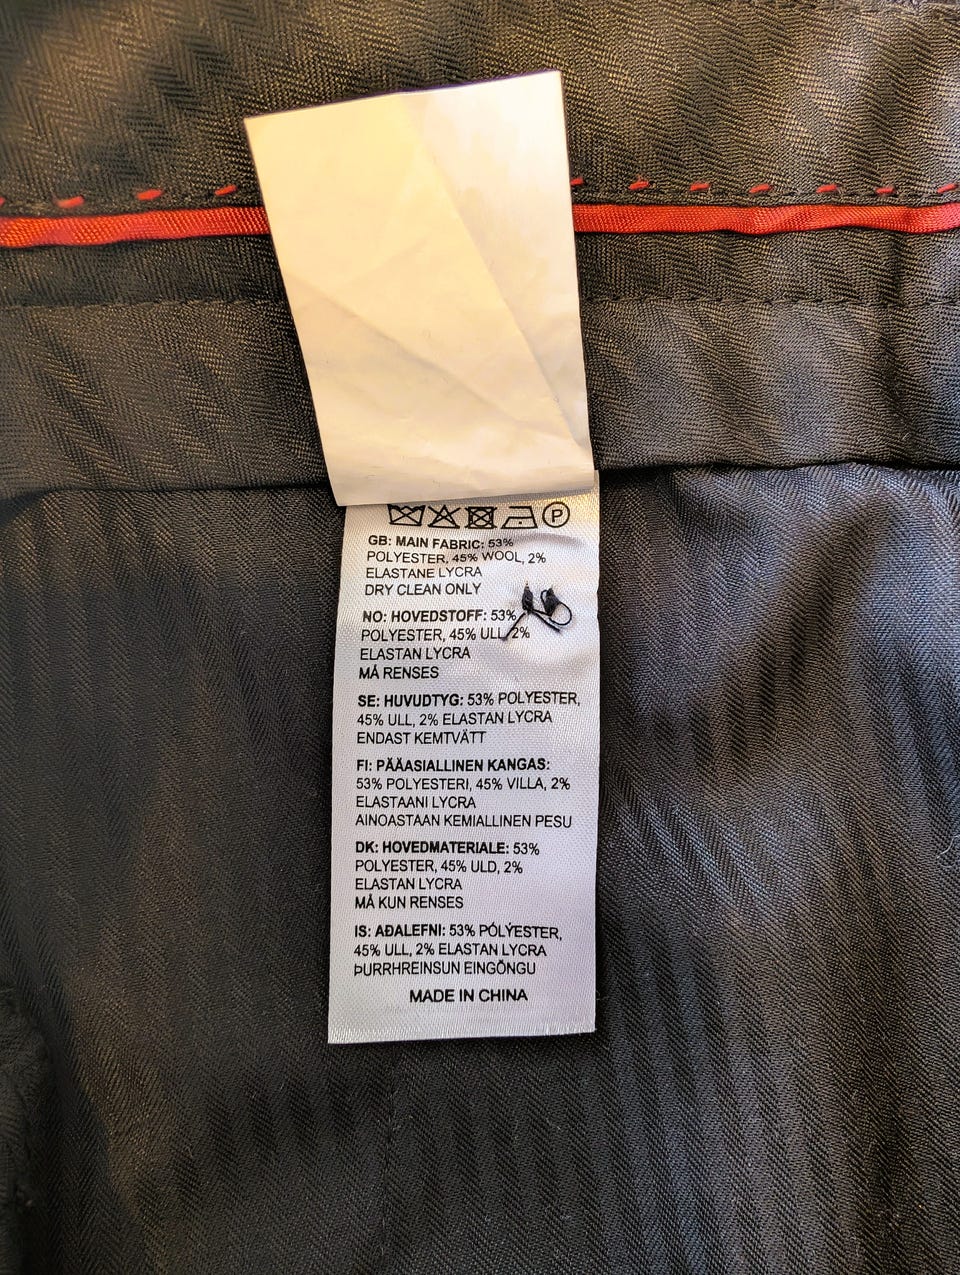 P
GB: MAIN FABRIC: 53%
POLYESTER, 45% WOOL, 2%
ELASTANE LYCRA
DRY CLEAN ONLY
NO: HOVEDSTOFF: 53%
POLYESTER, 45% ULL, 2%
ELASTAN LYCRA
MÅ RENSES
SE: HUVUDTYG: 53% POLYESTER,
45% ULL, 2% ELASTAN LYCRA
ENDAST KEMTVÄTT
FI: PÄÄASIALLINEN KANGAS:
53% POLYESTERI, 45% VILLA, 2%
ELASTAANI LYCRA
AINOASTAAN KEMIALLINEN PESU
DK: HOVEDMATERIALE: 53%
POLYESTER, 45% ULD, 2%
ELASTAN LYCRA
MÅ KUN RENSES
IS: AÐALEFNI: 53% PÓLÝESTER,
45% ULL, 2% ELASTAN LYCRA
ÞURRHREINSUN EINGÖNGU
MADE IN CHINA